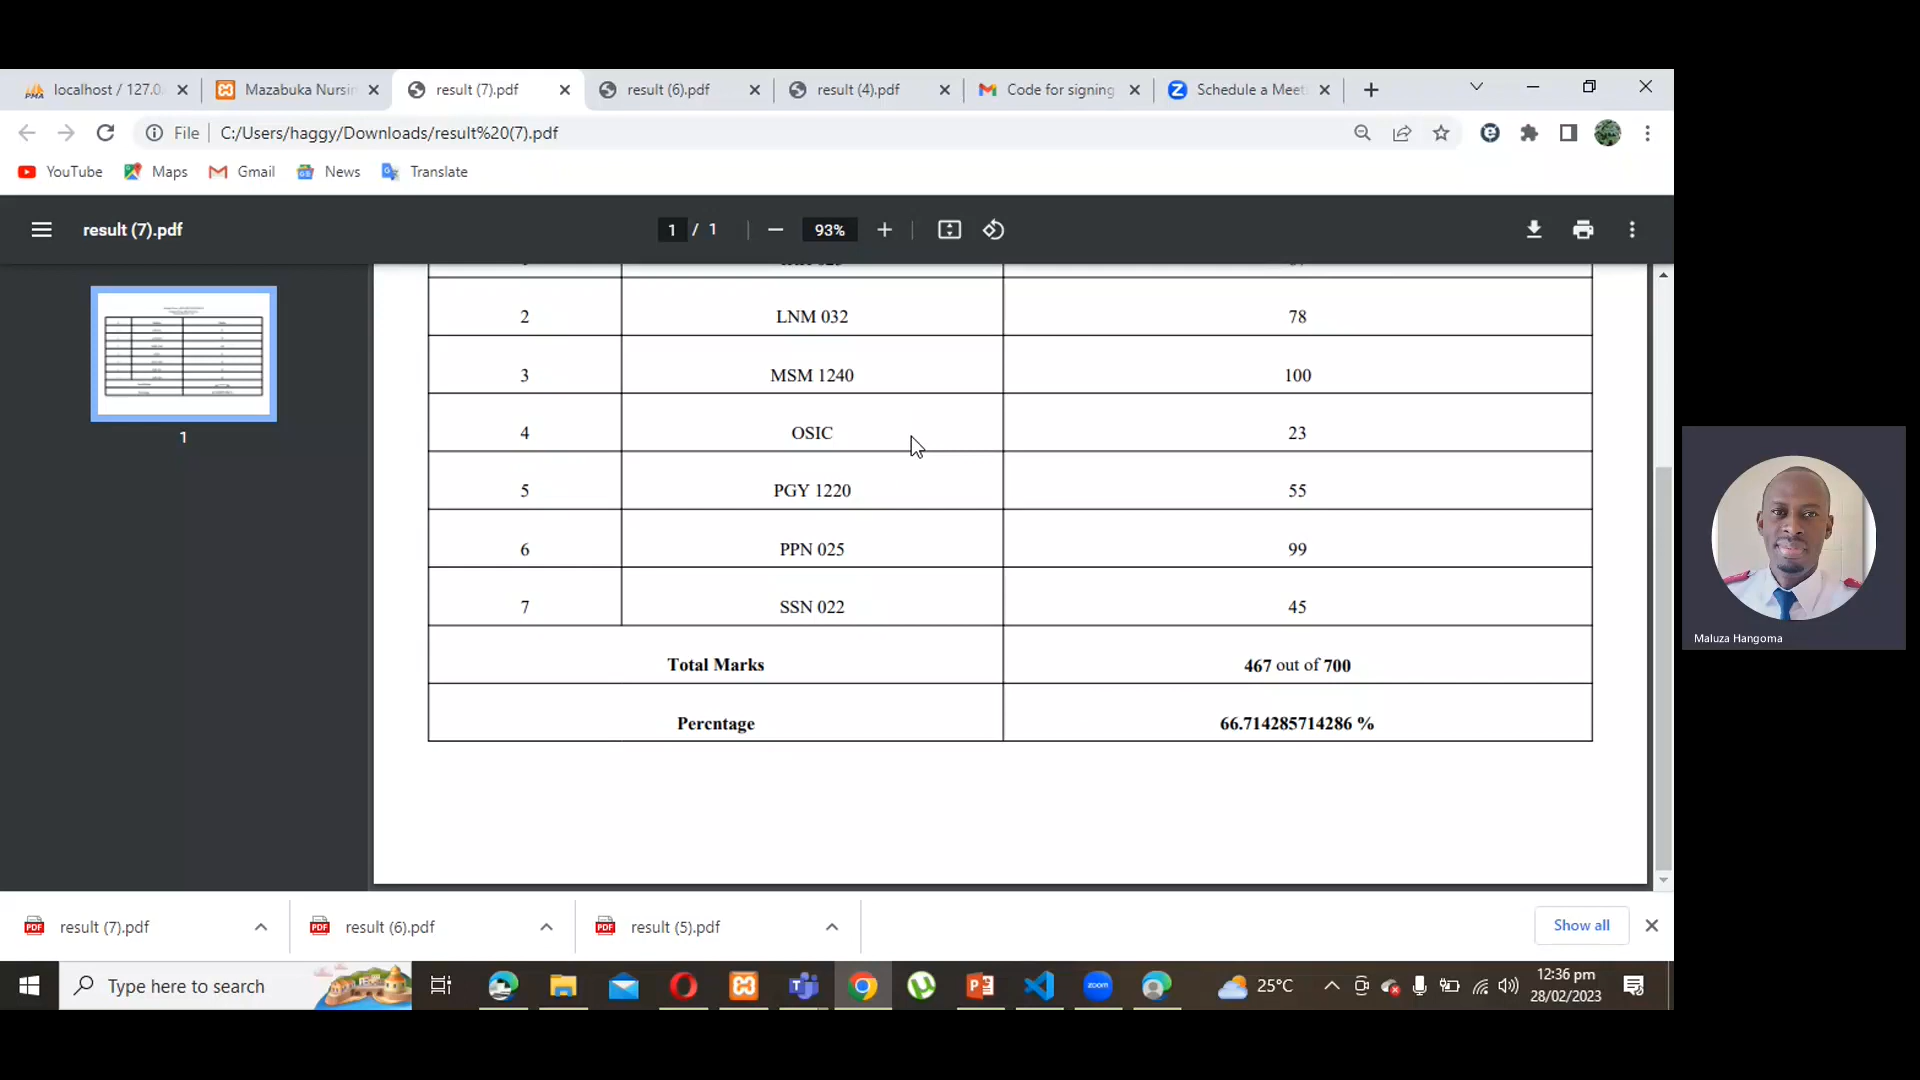 localhost / 127.0.
Mazabuka Nursin
result (7).pdf
result (6).pdf
result (4).pdf
Code for signing
Schedule a Meet
File
C:/Users/haggy/Downloads/result%20(7).pdf
YouTube
Maps
Gmail
News
Translate
result (7).pdf
1 / 1
93%
1
2 LNM 032 78
3 MSM 1240 100
4 OSIC 23
5 PGY 1220 55
6 PPN 025 99
7 SSN 022 45
Total Marks 467 out of 700
Percntage 66.714285714286 %
Maluza Hangoma
result (7).pdf
result (6).pdf
result (5).pdf
Show all
Type here to search
zoom
25°C
12:36 pm
28/02/2023